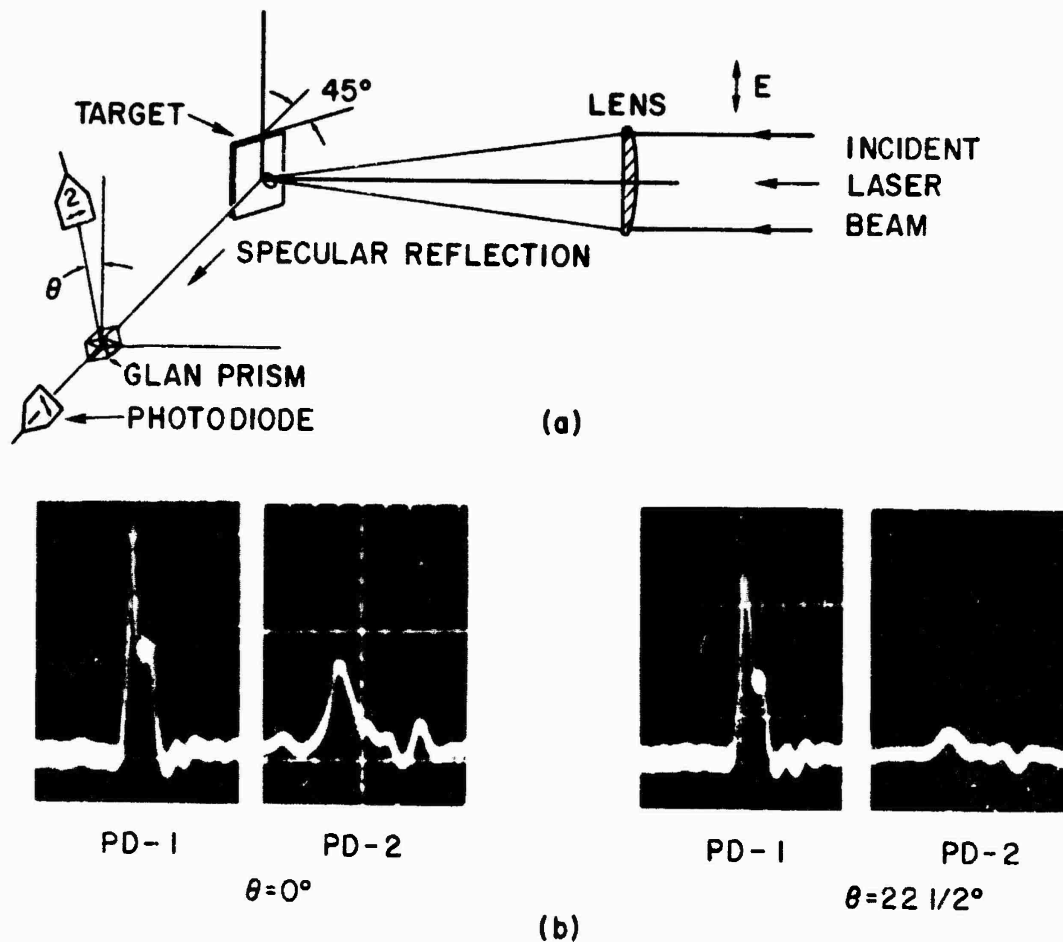 45°
TARGET
LENS
E
INCIDENT
LASER
BEAM
2
SPECULAR REFLECTION
θ
GLAN PRISM
1
PHOTODIODE
(a)
PD-1
PD-2
θ=0°
PD-1
PD-2
θ=22 1/2°
(b)